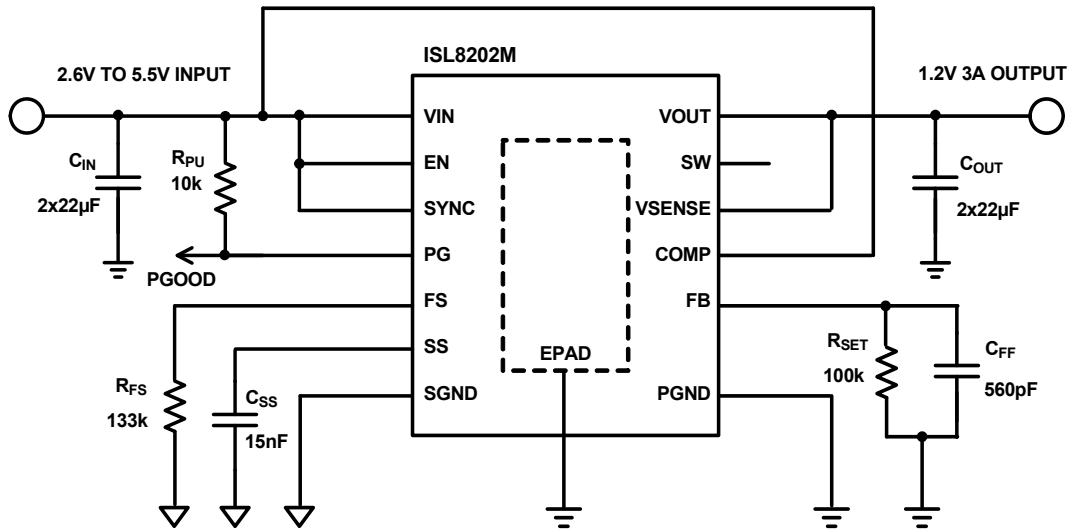 ISL8202M
2.6V TO 5.5V INPUT
1.2V 3A OUTPUT
VIN
VOUT
CIN
2x22µF
RPU
10k
EN
SW
COUT
2x22µF
SYNC
VSENSE
PG
COMP
PGOOD
FS
FB
SS
EPAD
RSET
100k
CFF
560pF
RFS
133k
CSS
15nF
SGND
PGND